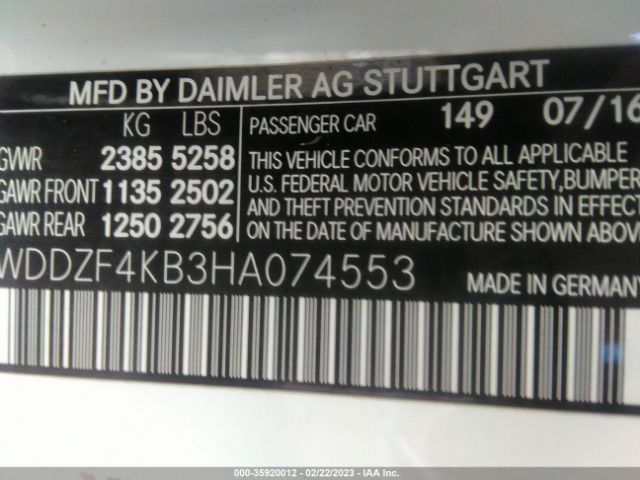 MFD BY DAIMLER AG STUTTGART
KG LBS
GVWR 2385 5258
GAWR FRONT 1135 2502
GAWR REAR 1250 2756
PASSENGER CAR 149 07/16
THIS VEHICLE CONFORMS TO ALL APPLICABLE
U.S. FEDERAL MOTOR VEHICLE SAFETY, BUMPER
AND THEFT PREVENTION STANDARDS IN EFFECT
ON THE DATE OF MANUFACTURE SHOWN ABOVE
WDDZF4KB3HA074553
MADE IN GERMANY
000-35920012 - 02/22/2023 - IAA Inc.